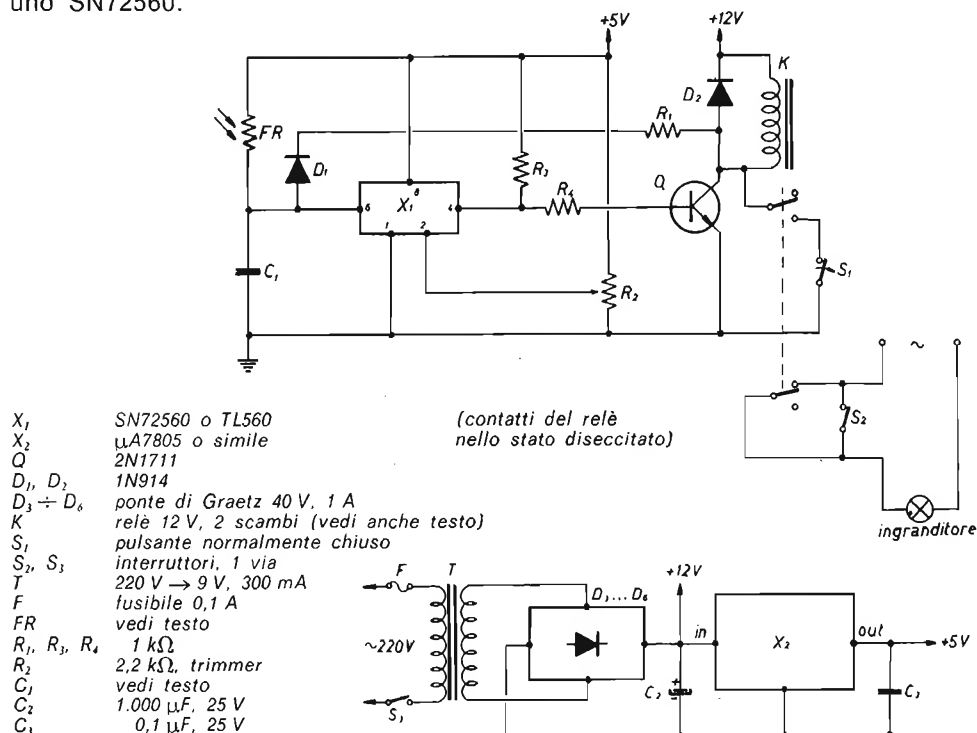 uno SN72560.
+5V
+12V
K
D₂
R₁
FR
D₁
R₃
R₄
Q
8
6
X₁
4
1
2
C₁
R₂
S₁
~
S₂
ingranditore
(contatti del relè
nello stato diseccitato)
X₁ SN72560 o TL560
X₂ µA7805 o simile
Q 2N1711
D₁, D₂ 1N914
D₃ ÷ D₆ ponte di Graetz 40 V, 1 A
K relè 12 V, 2 scambi (vedi anche testo)
S₁ pulsante normalmente chiuso
S₂, S₃ interruttori, 1 via
T 220 V → 9 V, 300 mA
F fusibile 0,1 A
FR vedi testo
R₁, R₃, R₄ 1 kΩ
R₂ 2,2 kΩ, trimmer
C₁ vedi testo
C₂ 1.000 µF, 25 V
C₃ 0,1 µF, 25 V
F
T
~220V
S₃
D₃...D₆
+12V
in
X₂
out
+5V
C₂
+
C₃